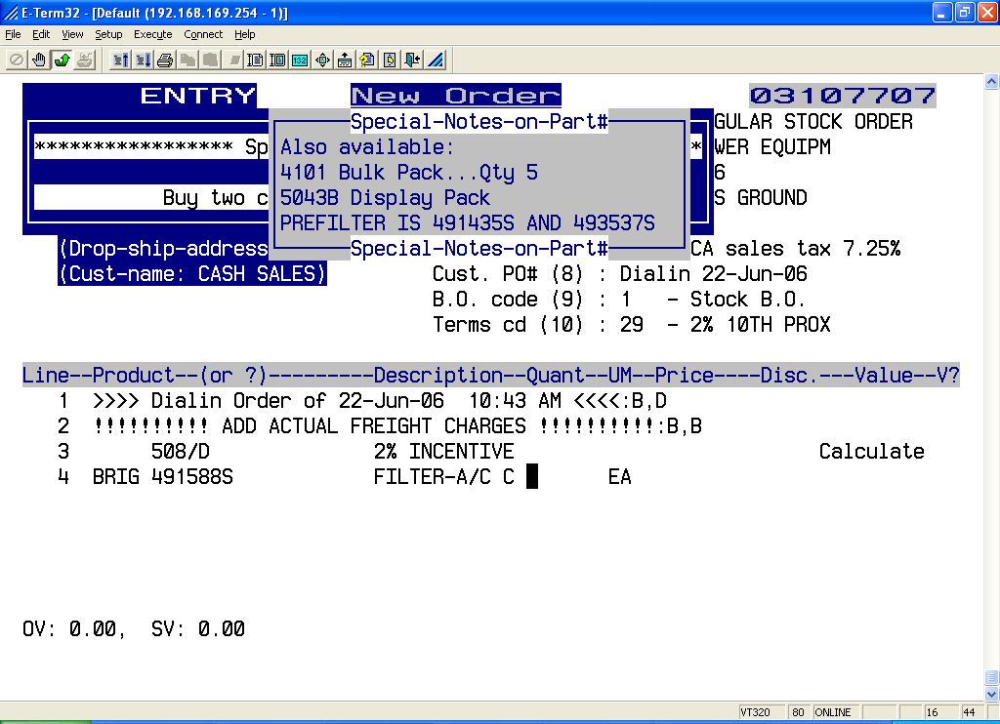 E-Term32 - [Default (192.168.169.254 - 1)]
File Edit View Setup Execute Connect Help
132
ENTRY New Order 03107707
Special-Notes-on-Part# GULAR STOCK ORDER
***************** Sp Also available: * WER EQUIPM
4101 Bulk Pack...Qty 5 6
Buy two c 5043B Display Pack S GROUND
PREFILTER IS 491435S AND 493537S
(Drop-ship-address Special-Notes-on-Part# CA sales tax 7.25%
(Cust-name: CASH SALES) Cust. PO# (8) : Dialin 22-Jun-06
B.O. code (9) : 1 - Stock B.O.
Terms cd (10) : 29 - 2% 10TH PROX
Line--Product--(or ?)---------Description--Quant--UM--Price----Disc.---Value--V?
1 >>>> Dialin Order of 22-Jun-06 10:43 AM <<<<:B,D
2 !!!!!!!!!! ADD ACTUAL FREIGHT CHARGES !!!!!!!!!!:B,B
3 508/D 2% INCENTIVE Calculate
4 BRIG 491588S FILTER-A/C C EA
OV: 0.00, SV: 0.00
VT320 80 ONLINE 16 44